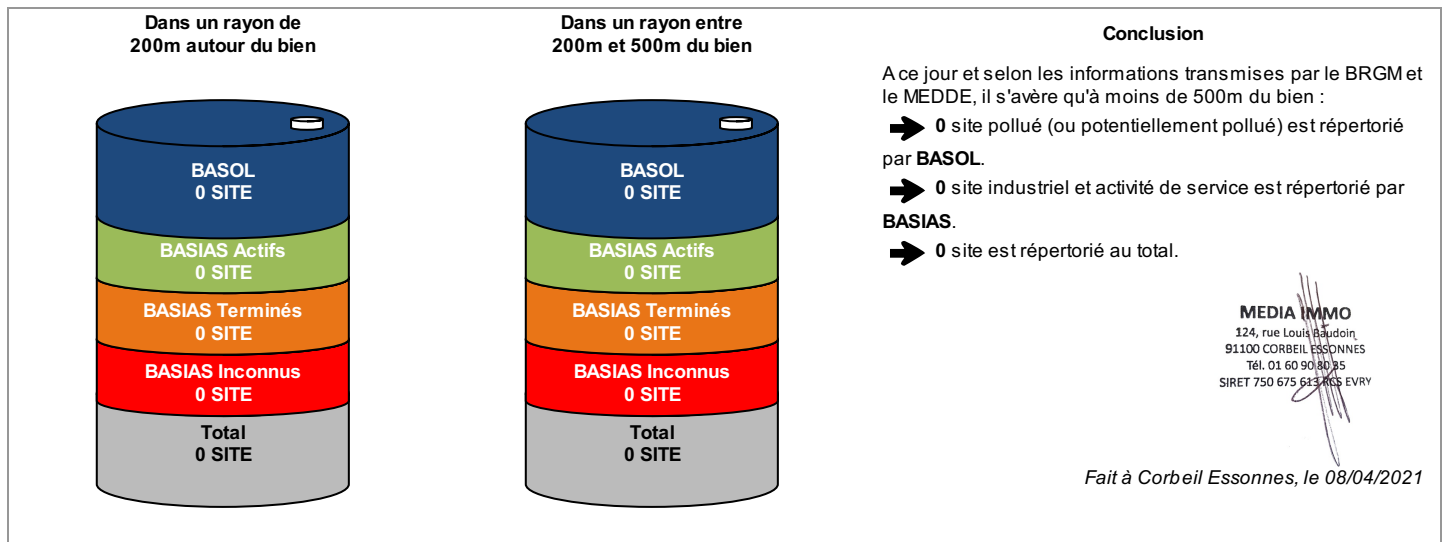 Dans un rayon de
200m autour du bien
BASOL
0 SITE
BASIAS Actifs
0 SITE
BASIAS Terminés
0 SITE
BASIAS Inconnus
0 SITE
Total
0 SITE
Dans un rayon entre
200m et 500m du bien
BASOL
0 SITE
BASIAS Actifs
0 SITE
BASIAS Terminés
0 SITE
BASIAS Inconnus
0 SITE
Total
0 SITE
Conclusion
A ce jour et selon les informations transmises par le BRGM et
le MEDDE, il s'avère qu'à moins de 500m du bien :
0 site pollué (ou potentiellement pollué) est répertorié
par BASOL.
0 site industriel et activité de service est répertorié par
BASIAS.
0 site est répertorié au total.
MEDIA IMMO
124, rue Louis Baudoin
91100 CORBEIL ESSONNES
Tél. 01 60 90 80 85
SIRET 750 675 613 RCS EVRY
Fait à Corbeil Essonnes, le 08/04/2021